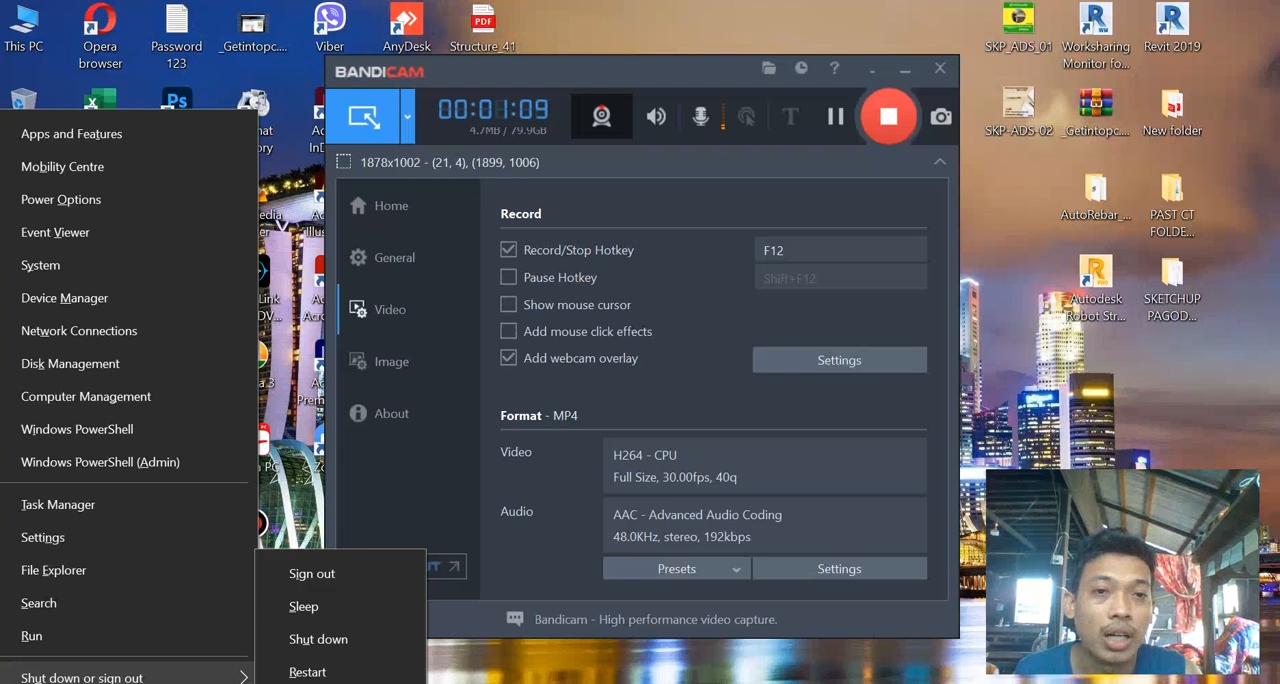 This PC
Opera
browser
Password
123
_Getintopc....
Viber
AnyDesk
PDF
Structure_41
SKP_ADS_01
Worksharing
Monitor fo...
Revit 2019
SKP-ADS-02
_Getintopc....
New folder
AutoRebar_...
PAST CT
FOLDE...
Autodesk
Robot Str...
SKETCHUP
PAGOD...
Apps and Features
Mobility Centre
Power Options
Event Viewer
System
Device Manager
Network Connections
Disk Management
Computer Management
Windows PowerShell
Windows PowerShell (Admin)
Task Manager
Settings
File Explorer
Search
Run
Shut down or sign out
Sign out
Sleep
Shut down
Restart
BANDICAM
00:01:09
4.7MB / 79.9GB
1878x1002 - (21, 4), (1899, 1006)
Home
General
Video
Image
About
Record
Record/Stop Hotkey
F12
Pause Hotkey
Shift+F12
Show mouse cursor
Add mouse click effects
Add webcam overlay
Settings
Format - MP4
Video
H264 - CPU
Full Size, 30.00fps, 40q
Audio
AAC - Advanced Audio Coding
48.0KHz, stereo, 192kbps
Presets
Settings
Bandicam - High performance video capture.